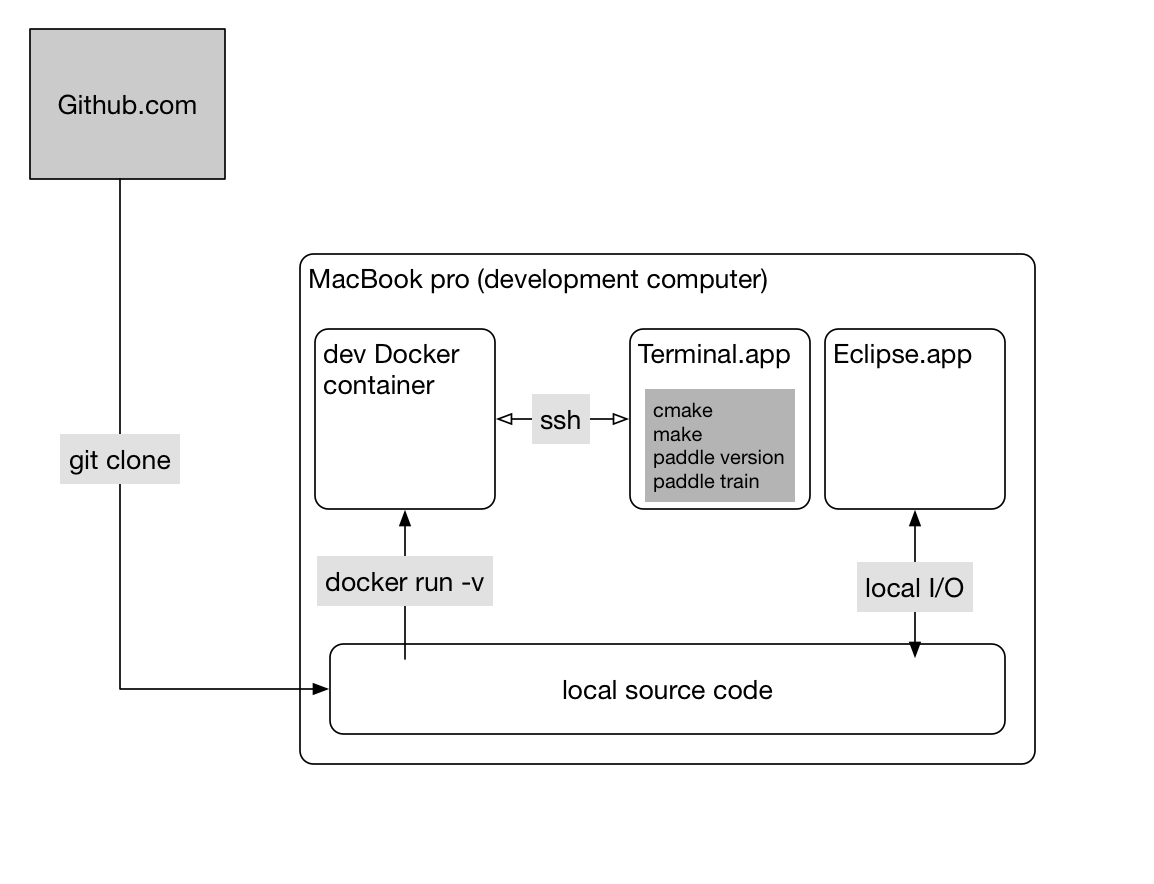 Github.com
MacBook pro (development computer)
dev Docker
container
Terminal.app
Eclipse.app
cmake
make
paddle version
paddle train
ssh
git clone
docker run -v
local I/O
local source code